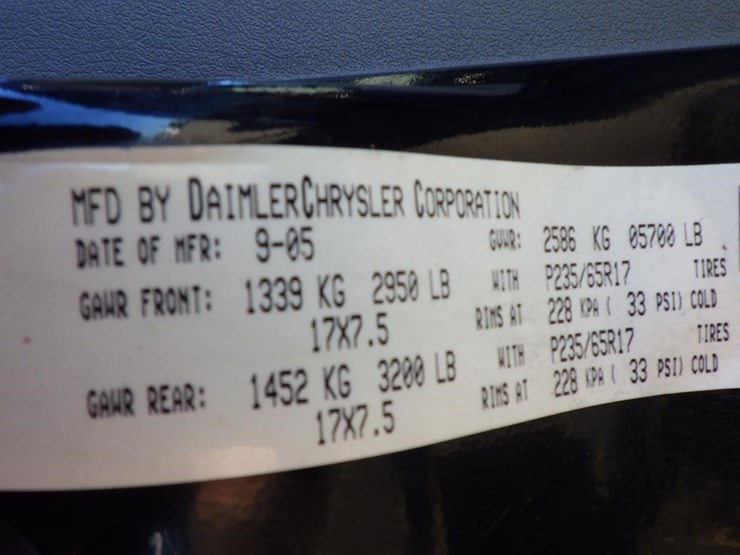 MFD BY DAIMLERCHRYSLER CORPORATION
DATE OF MFR: 9-05 GVWR: 2586 KG 05700 LB
GAWR FRONT: 1339 KG 2950 LB WITH P235/65R17 TIRES
17X7.5 RIMS AT 228 KPA ( 33 PSI) COLD
GAWR REAR: 1452 KG 3200 LB WITH P235/65R17 TIRES
17X7.5 RIMS AT 228 KPA ( 33 PSI) COLD